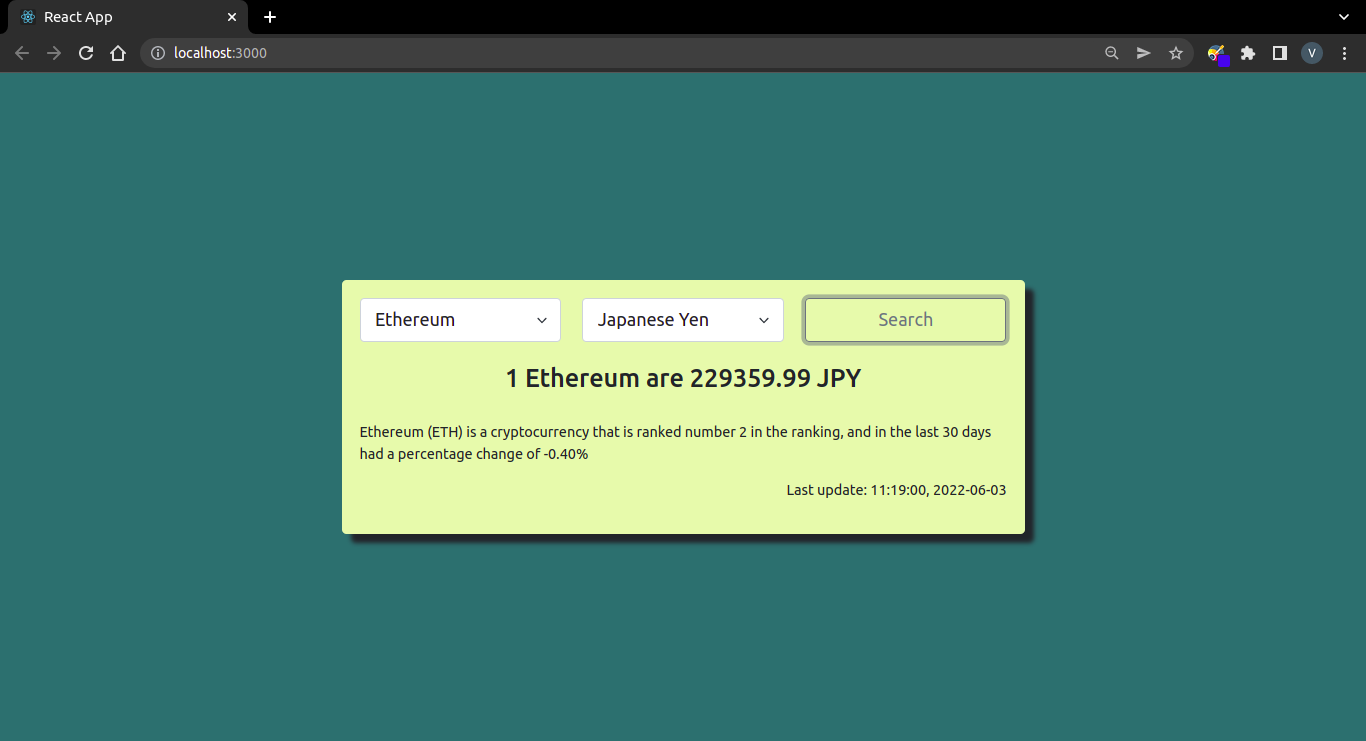 React App
localhost:3000
V
Ethereum
Japanese Yen
Search
1 Ethereum are 229359.99 JPY
Ethereum (ETH) is a cryptocurrency that is ranked number 2 in the ranking, and in the last 30 days
had a percentage change of -0.40%
Last update: 11:19:00, 2022-06-03